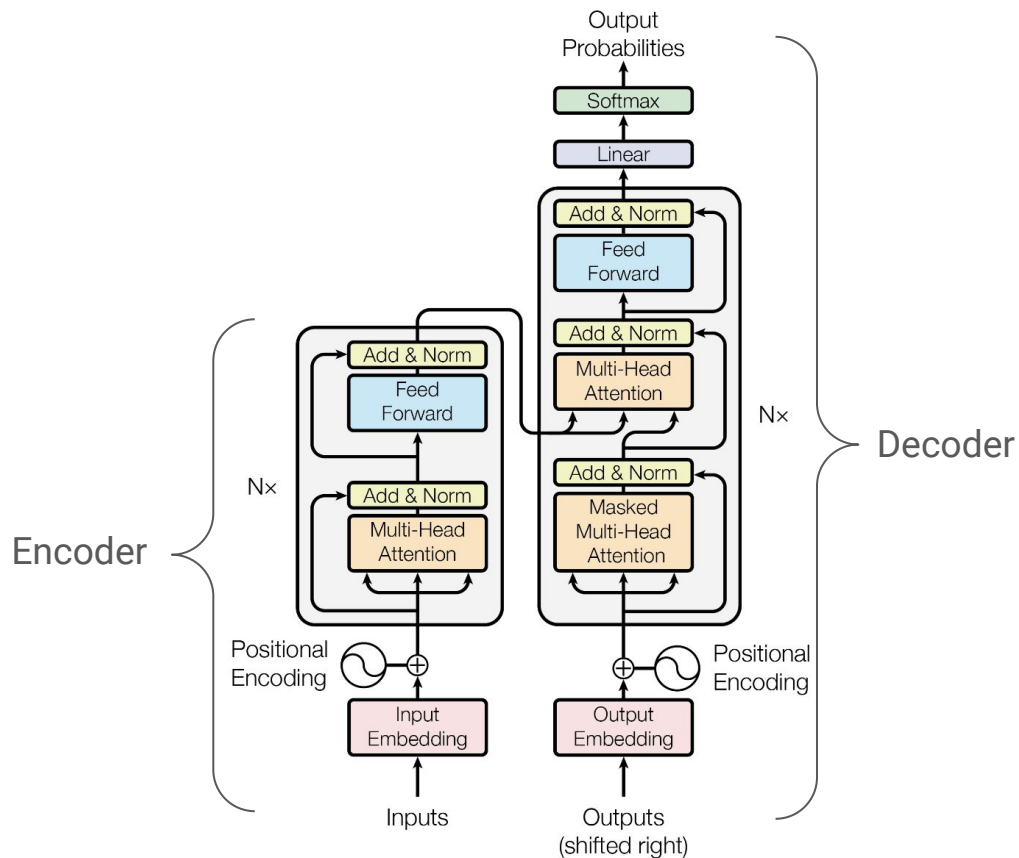 Output
Probabilities
Softmax
Linear
Add & Norm
Feed
Forward
Add & Norm
Multi-Head
Attention
Add & Norm
Masked
Multi-Head
Attention
N×
Decoder
Add & Norm
Feed
Forward
Add & Norm
Multi-Head
Attention
N×
Encoder
Positional
Encoding
Positional
Encoding
Input
Embedding
Output
Embedding
Inputs
Outputs
(shifted right)